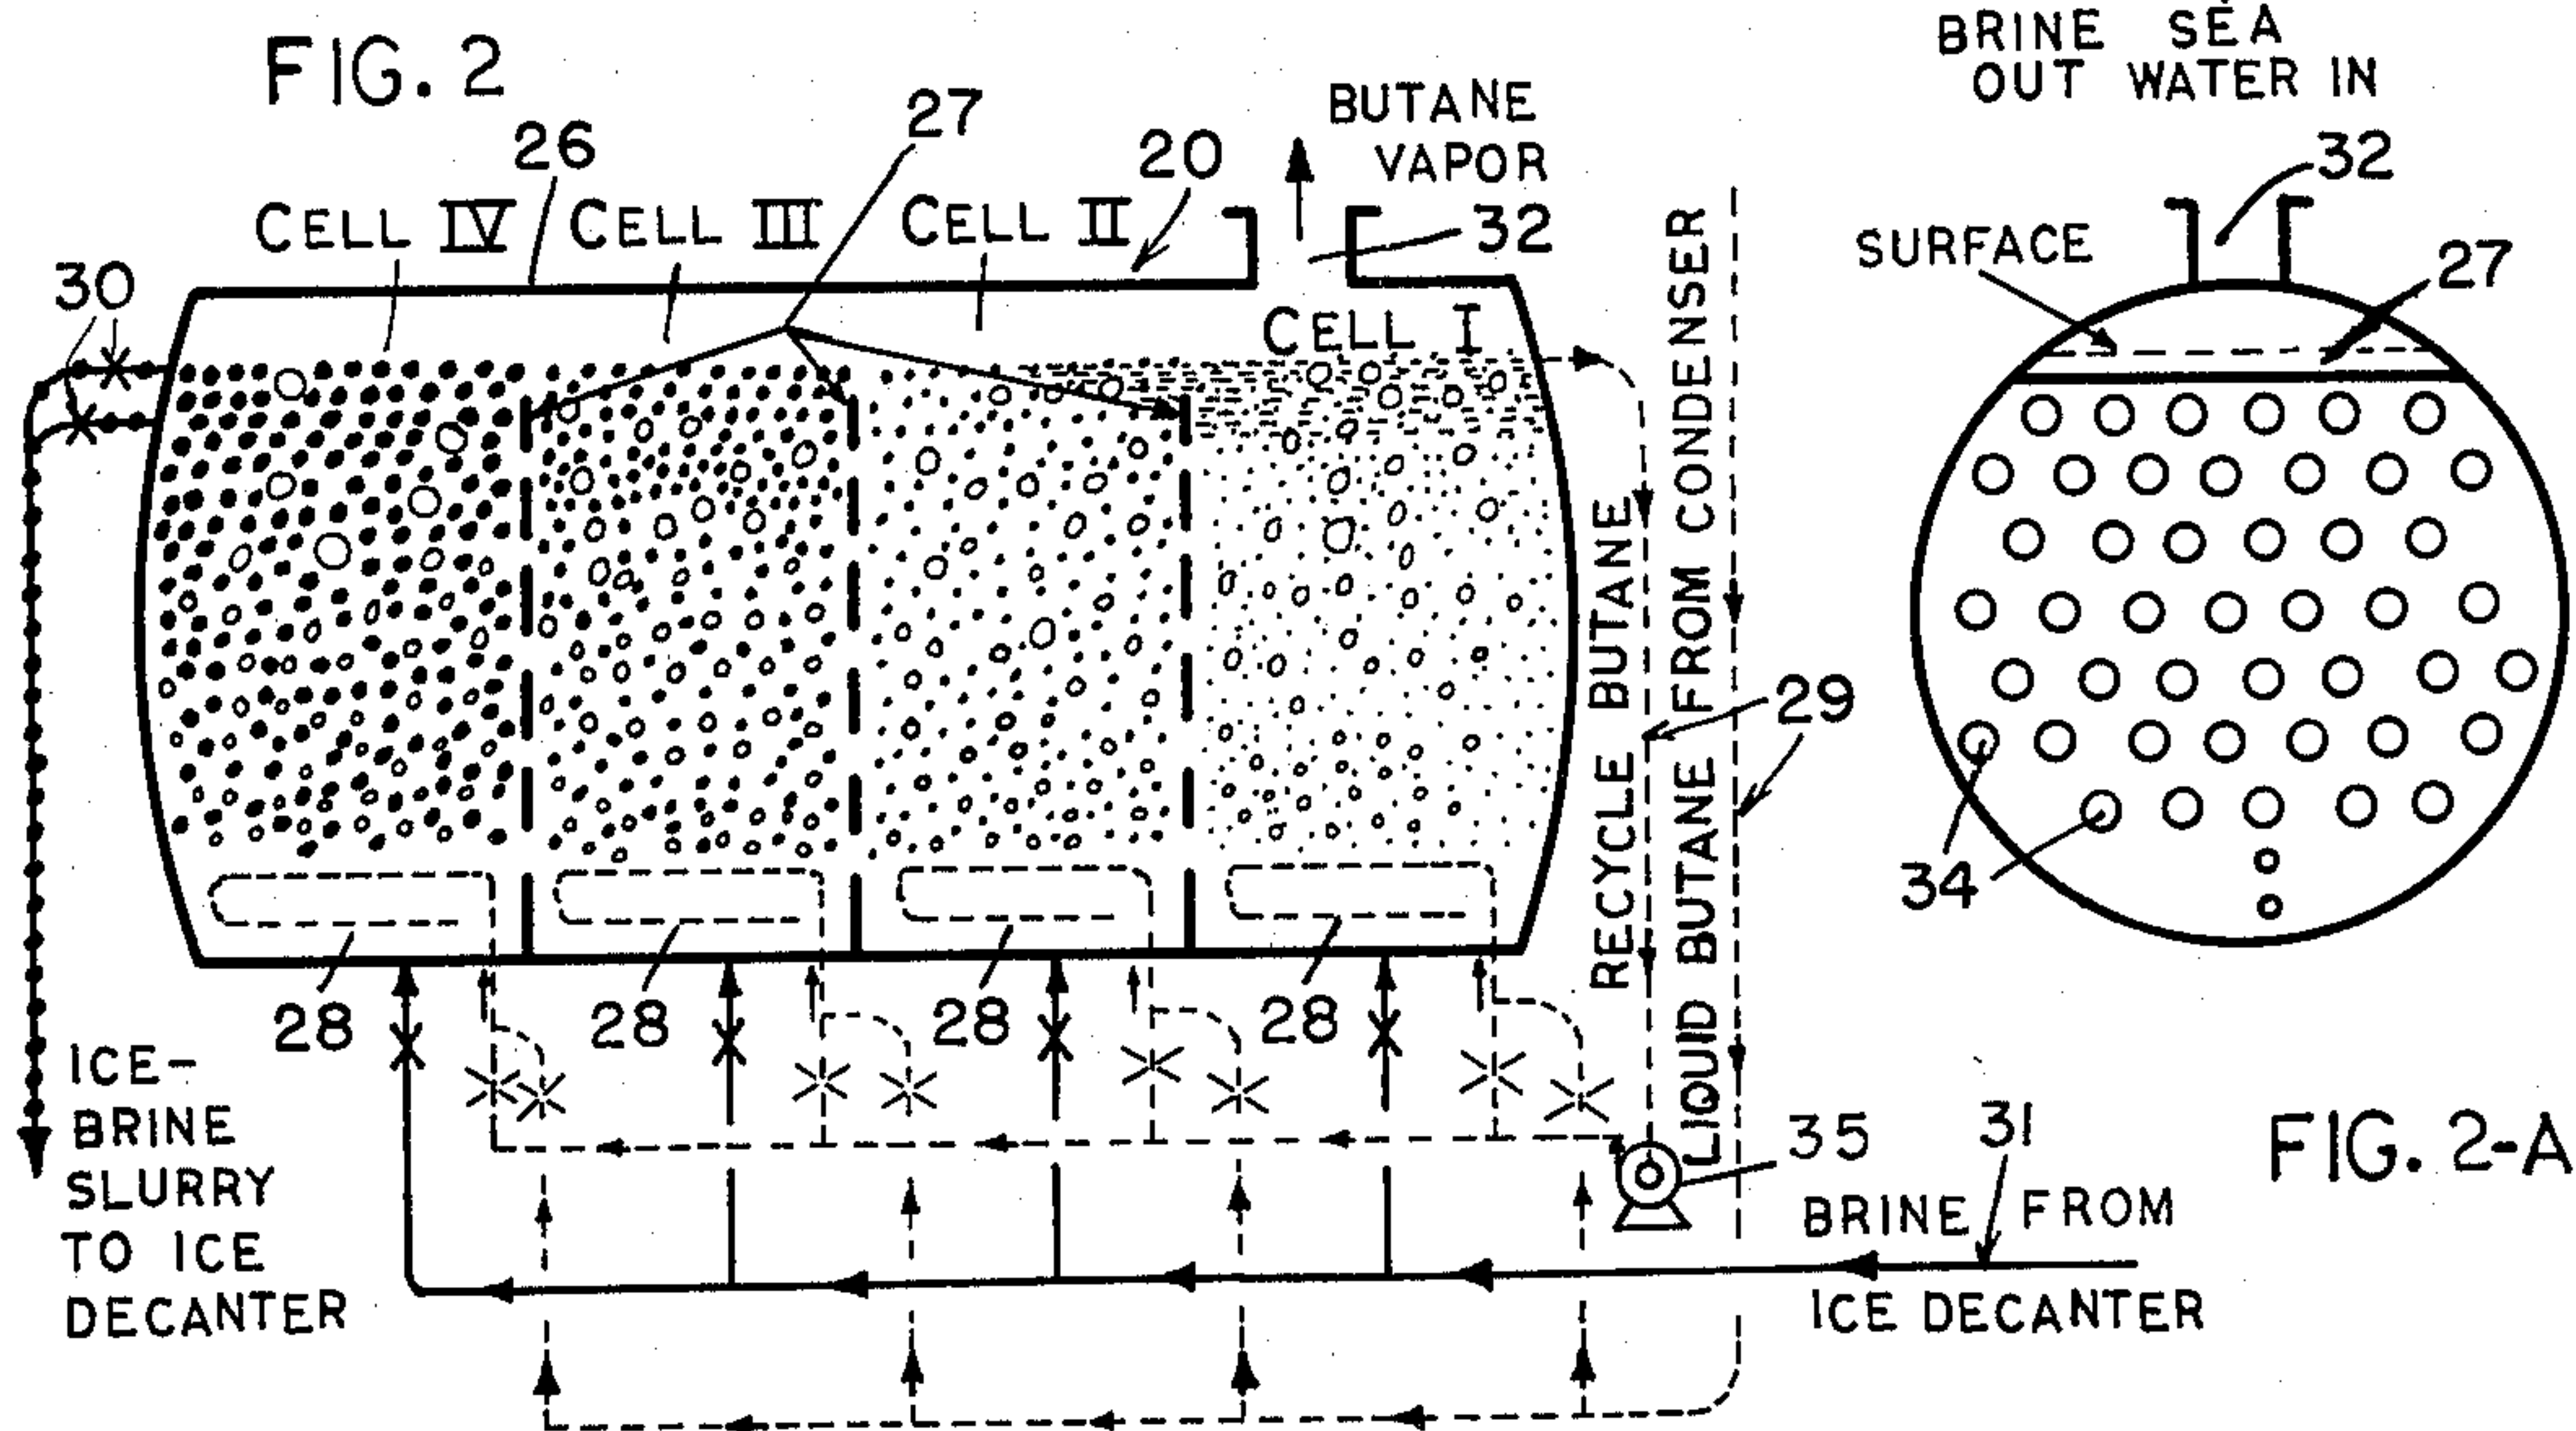 FIG. 2
BRINE SEA
OUT WATER IN
26
27
20
BUTANE
VAPOR
32
32
CELL IV
CELL III
CELL II
CELL I
30
SURFACE
27
RECYCLE BUTANE
LIQUID BUTANE FROM CONDENSER
29
34
28
28
28
28
ICE-
BRINE
SLURRY
TO ICE
DECANTER
35
31
BRINE FROM
ICE DECANTER
FIG. 2-A